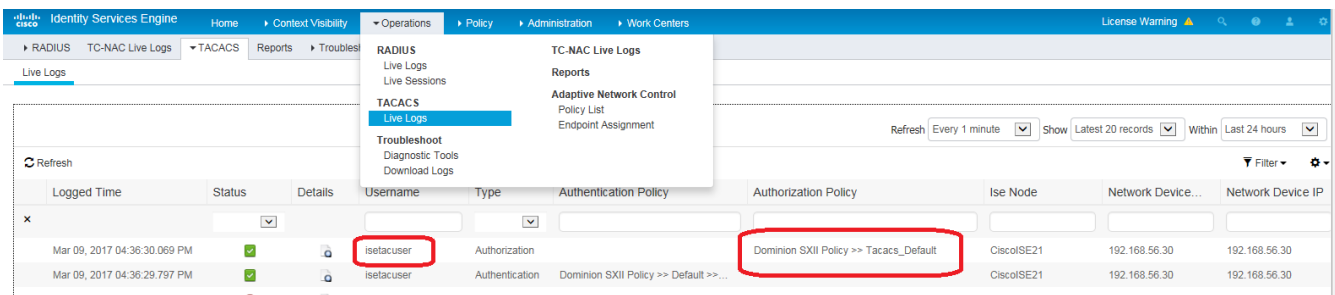 cisco Identity Services Engine Home Context Visibility Operations Policy Administration Work Centers License Warning
RADIUS TC-NAC Live Logs TACACS Reports
Live Logs
RADIUS
Live Logs
Live Sessions
TACACS
Live Logs
Troubleshoot
Diagnostic Tools
Download Logs
TC-NAC Live Logs
Reports
Adaptive Network Control
Policy List
Endpoint Assignment
Refresh Every 1 minute Show Latest 20 records Within Last 24 hours
Refresh Filter
Logged Time Status Details Username Type Authentication Policy Authorization Policy Ise Node Network Device... Network Device IP
Mar 09, 2017 04:36:30.069 PM isetacuser Authorization Dominion SXII Policy >> Tacacs_Default CiscoISE21 192.168.56.30 192.168.56.30
Mar 09, 2017 04:36:29.797 PM isetacuser Authentication Dominion SXII Policy >> Default >>... CiscoISE21 192.168.56.30 192.168.56.30